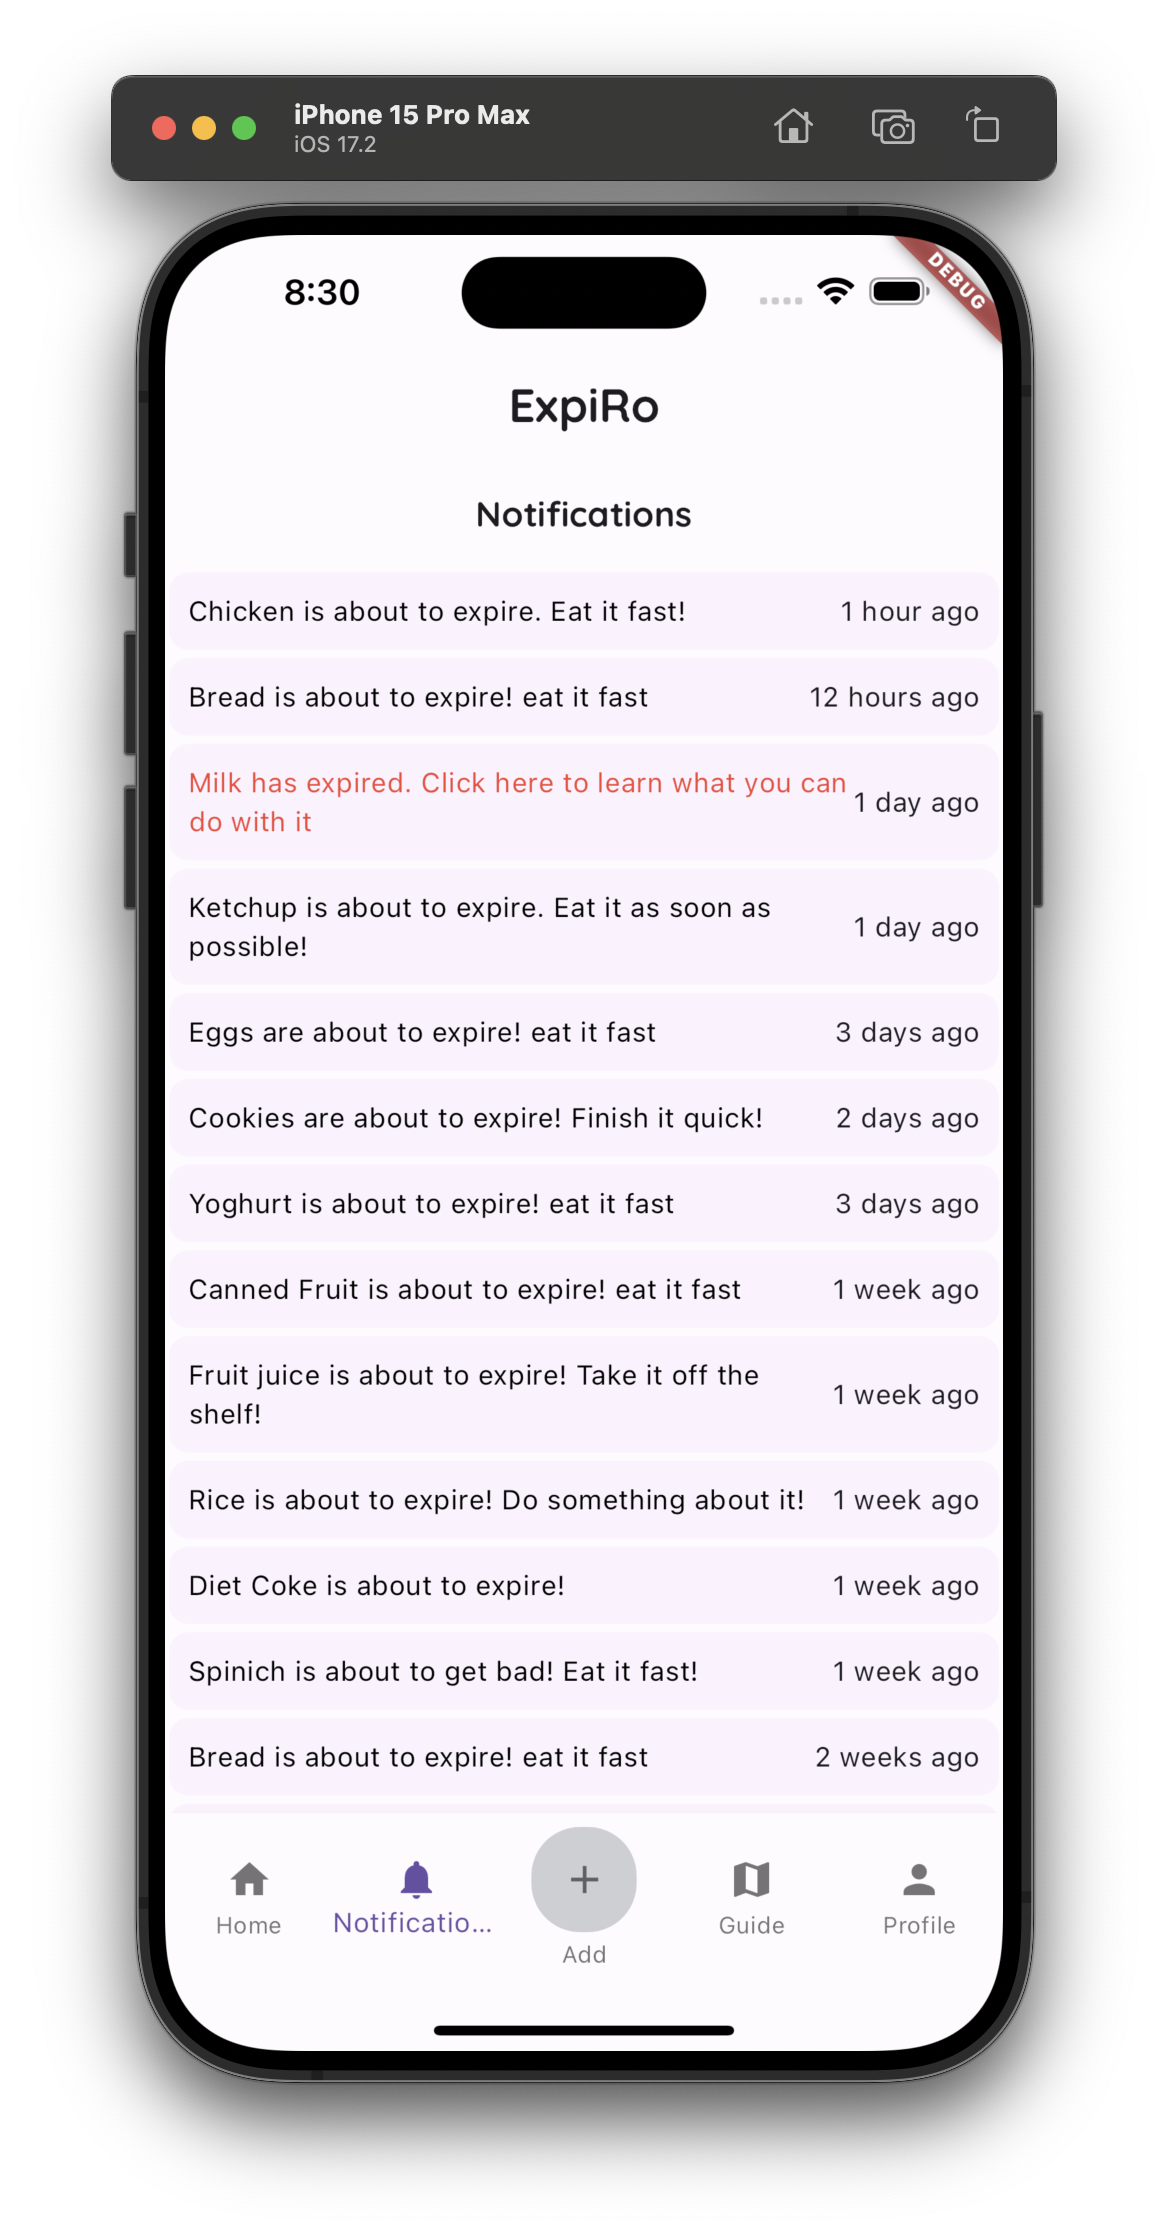 iPhone 15 Pro Max
iOS 17.2
8:30
DEBUG
ExpiRo
Notifications
Chicken is about to expire. Eat it fast! 1 hour ago
Bread is about to expire! eat it fast 12 hours ago
Milk has expired. Click here to learn what you can
do with it
1 day ago
Ketchup is about to expire. Eat it as soon as
possible!
1 day ago
Eggs are about to expire! eat it fast 3 days ago
Cookies are about to expire! Finish it quick! 2 days ago
Yoghurt is about to expire! eat it fast 3 days ago
Canned Fruit is about to expire! eat it fast 1 week ago
Fruit juice is about to expire! Take it off the
shelf!
1 week ago
Rice is about to expire! Do something about it! 1 week ago
Diet Coke is about to expire! 1 week ago
Spinich is about to get bad! Eat it fast! 1 week ago
Bread is about to expire! eat it fast 2 weeks ago
Home
Notificatio...
Add
Guide
Profile